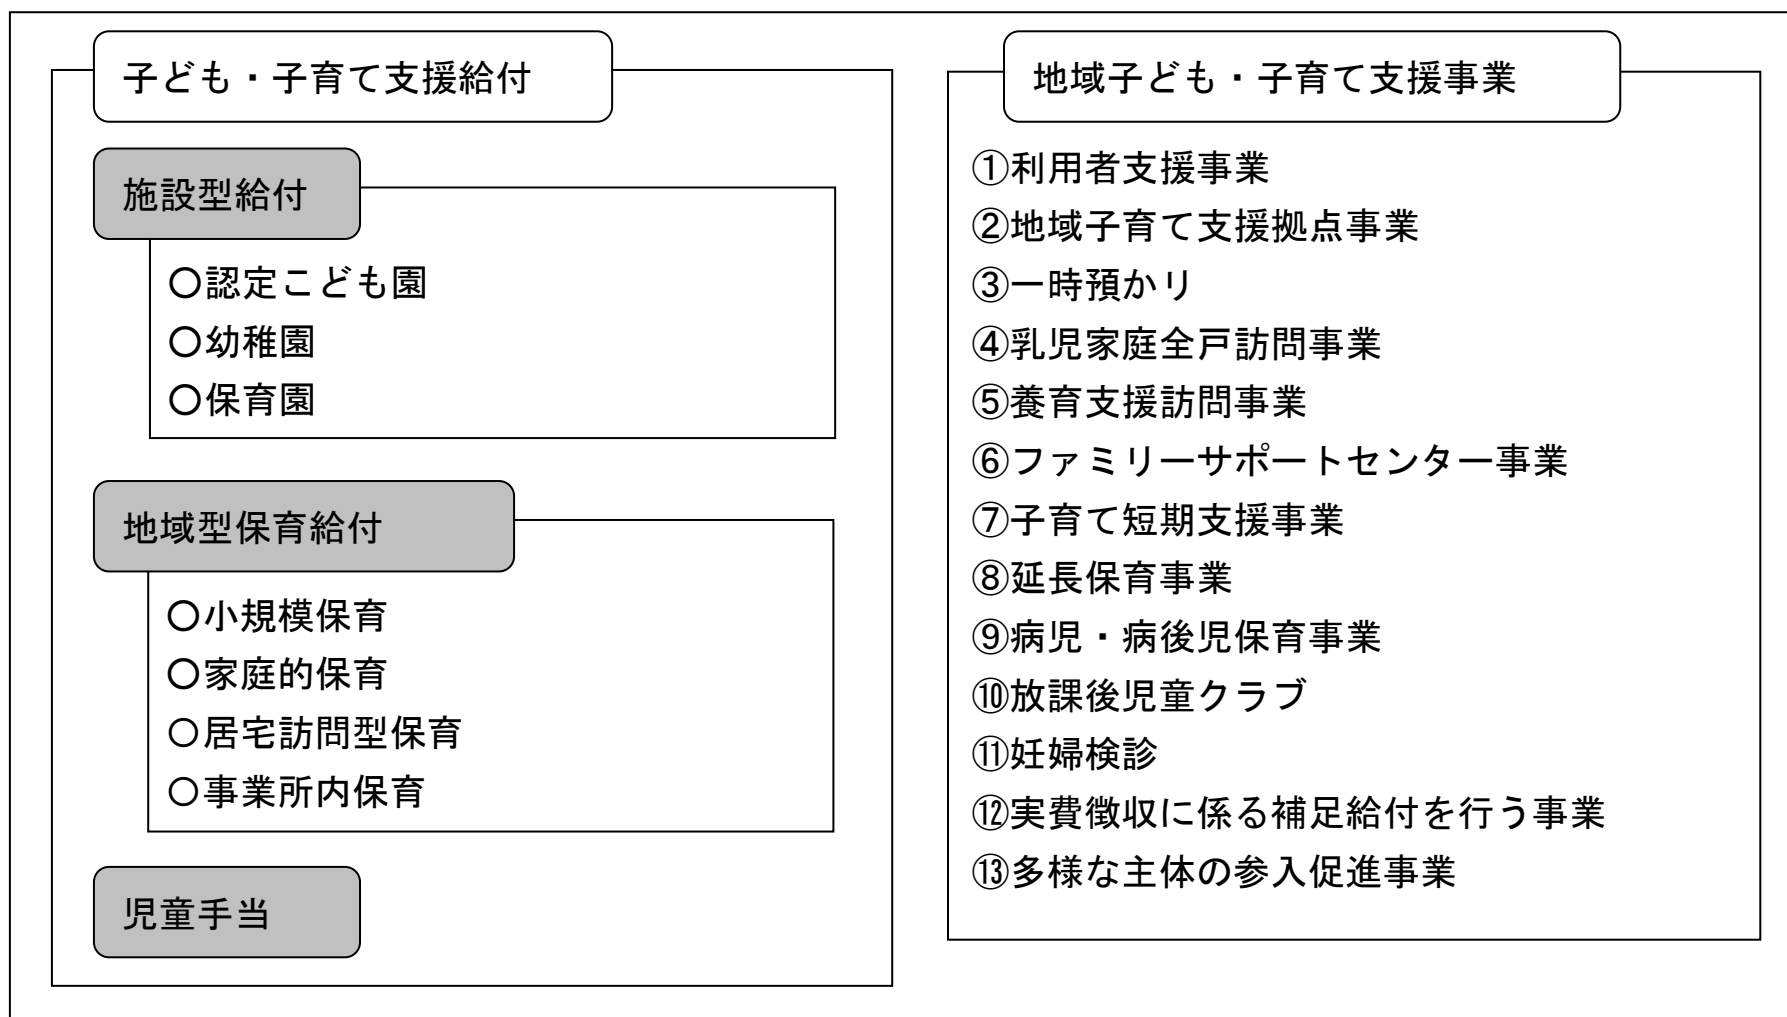 子ども・子育て支援給付
施設型給付
〇認定こども園
〇幼稚園
〇保育園
地域型保育給付
〇小規模保育
〇家庭的保育
〇居宅訪問型保育
〇事業所内保育
児童手当
地域子ども・子育て支援事業
①利用者支援事業
②地域子育て支援拠点事業
③一時預かり
④乳児家庭全戸訪問事業
⑤養育支援訪問事業
⑥ファミリーサポートセンター事業
⑦子育て短期支援事業
⑧延長保育事業
⑨病児・病後児保育事業
⑩放課後児童クラブ
⑪妊婦検診
⑫実費徴収に係る補足給付を行う事業
⑬多様な主体の参入促進事業